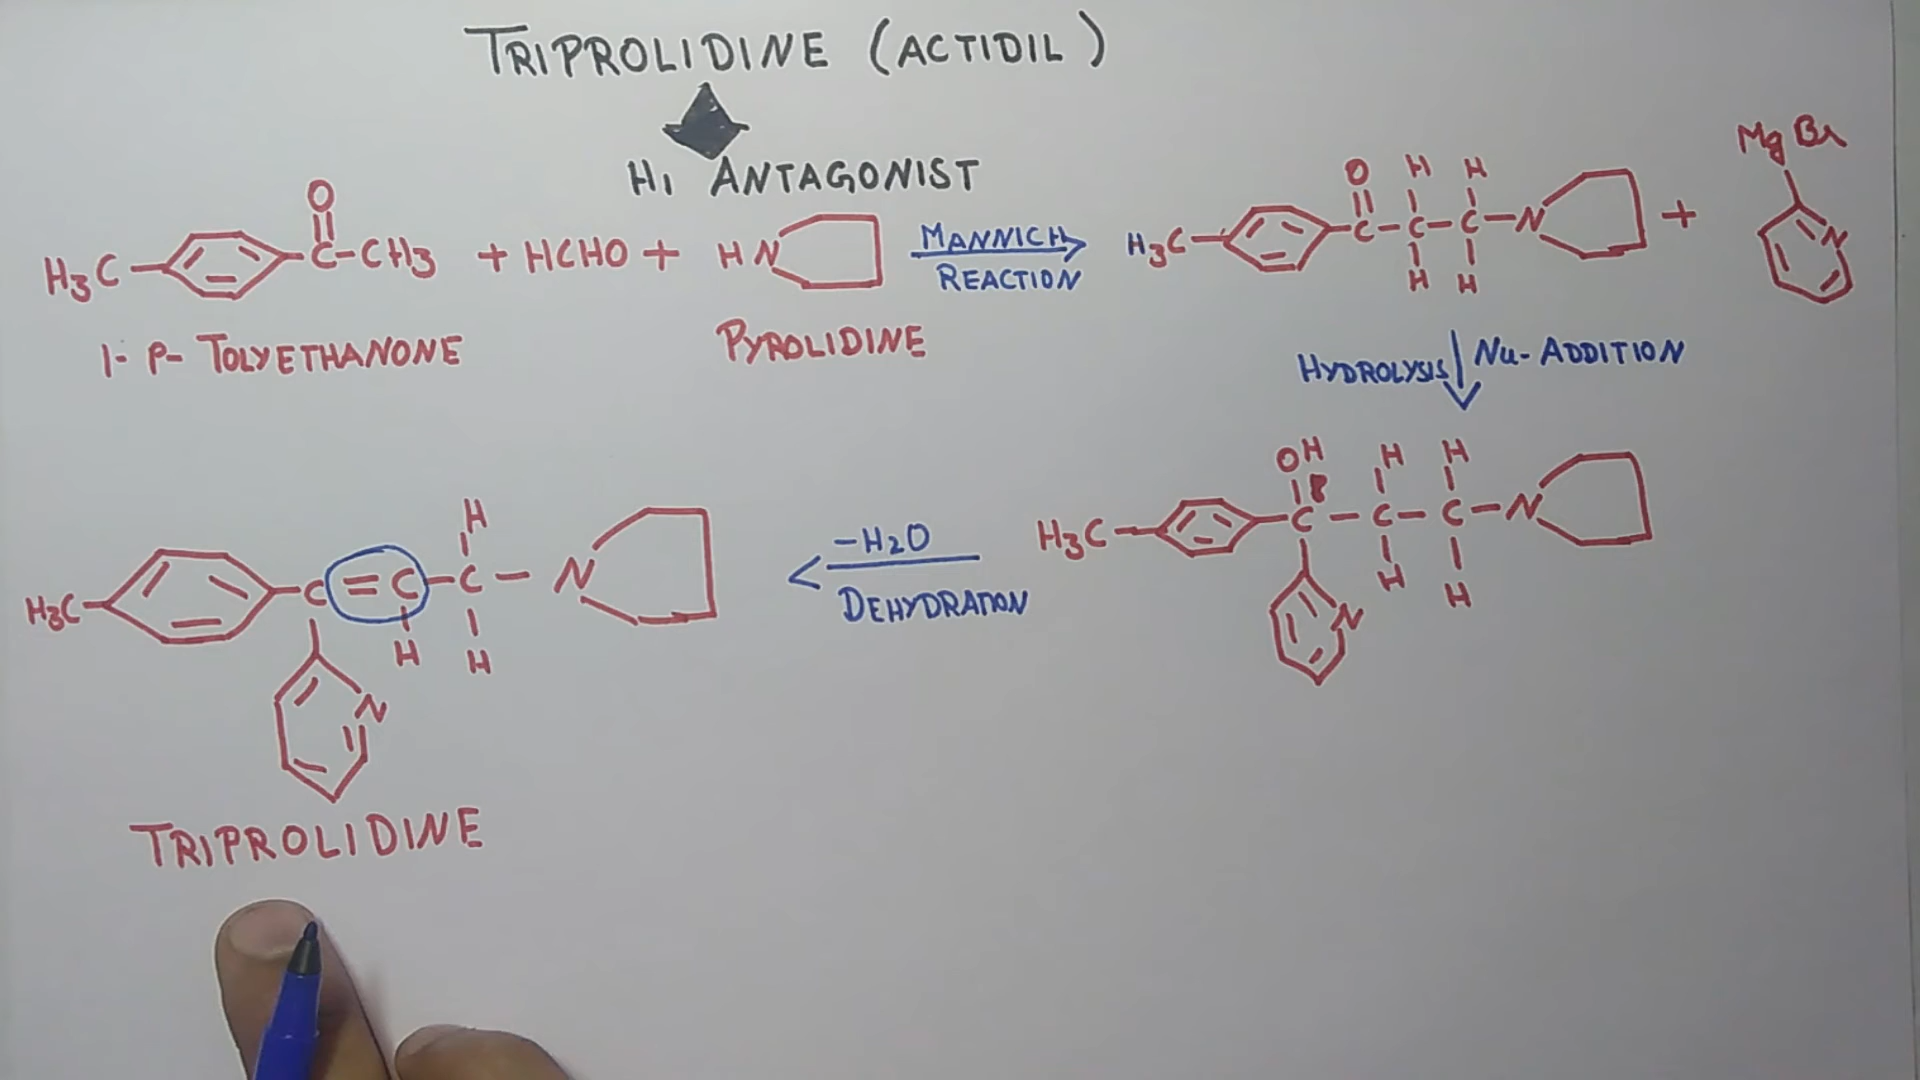 TRIPROLIDINE (ACTIDIL)
H1 ANTAGONIST
H3C C O CH3 + HCHO + HN
MANNICH
REACTION
H3C C O C H H C H H N + N MgBr
1- P- TOLYETHANONE
PYROLIDINE
HYDROLYSIS NU- ADDITION
H3C C OH C H H C H H N N
-H2O
DEHYDRATION
H3C C = C H C H H N N
TRIPROLIDINE